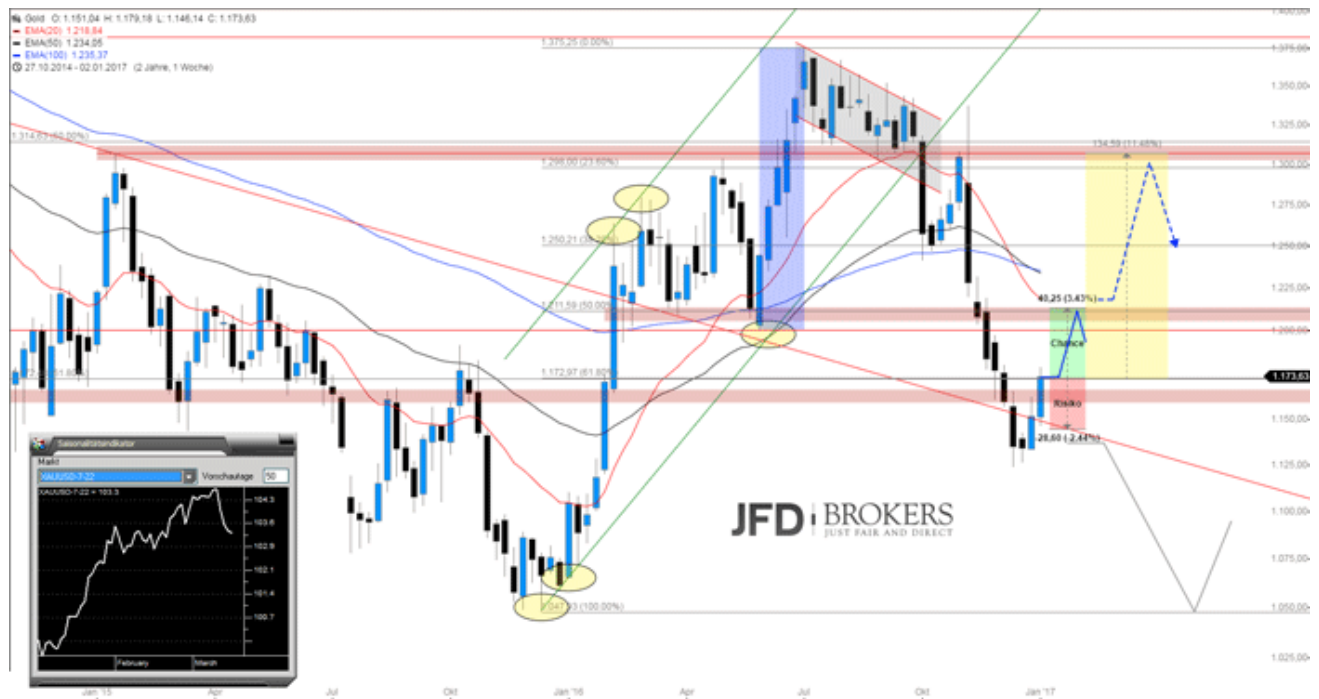 Gold O: 1.151,04 H: 1.179,18 L: 1.146,14 C: 1.173,63
EMA(20) 1.218,84
EMA(50) 1.234,05
EMA(100) 1.235,37
27.10.2014 - 02.01.2017 (2 Jahre, 1 Woche)
1.400,00
1.375,25 (0.00%)
1.375,00
1.350,00
1.325,00
1.314,63 (50.00%)
134,59 (11.46%)
1.300,00
1.298,00 (23.60%)
1.275,00
1.250,21
1.250,00
1.225,00
40,25 (3.43%)
1.211,59 (50.00%)
1.200,00
Chance
1.172,97 (61.80%)
1.173,63
Risiko
1.150,00
-28,60 (-2.44%)
1.125,00
1.100,00
1.075,00
(100.00%)
1.050,00
1.025,00
JFD BROKERS
JUST FAIR AND DIRECT
Saisonalitätsindikator
Markt
XAUUSD-7-22 Vorschautage 50
XAUUSD-7-22 = 103.3
104.3
103.6
102.9
102.1
101.4
100.7
February March
Jan '15 Apr Jul Okt Jan '16 Apr Jul Okt Jan '17